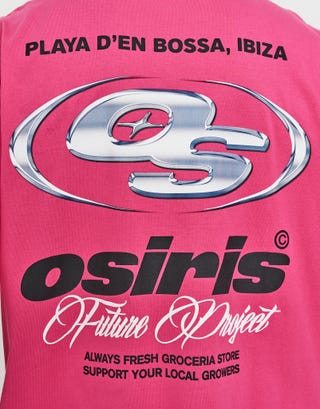 PLAYA D'EN BOSSA, IBIZA
OS
osiris ©
Future Project
ALWAYS FRESH GROCERIA STORE
SUPPORT YOUR LOCAL GROWERS